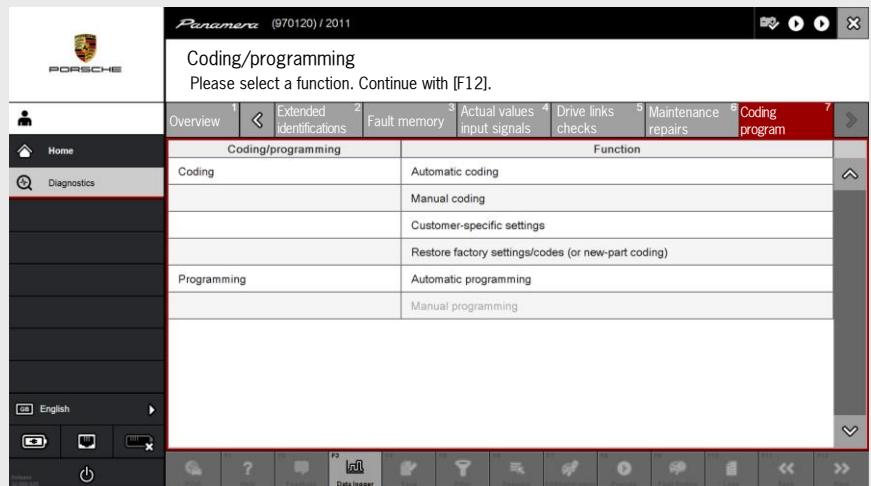 Panamera (970120) / 2011
PORSCHE
Coding/programming
Please select a function. Continue with [F12].
Overview 1
Extended identifications 2
Fault memory 3
Actual values input signals 4
Drive links checks 5
Maintenance repairs 6
Coding program 7
Home
Diagnostics
Coding/programming Function
Coding Automatic coding
Manual coding
Customer-specific settings
Restore factory settings/codes (or new-part coding)
Programming Automatic programming
Manual programming
GB English
F3
Data logger